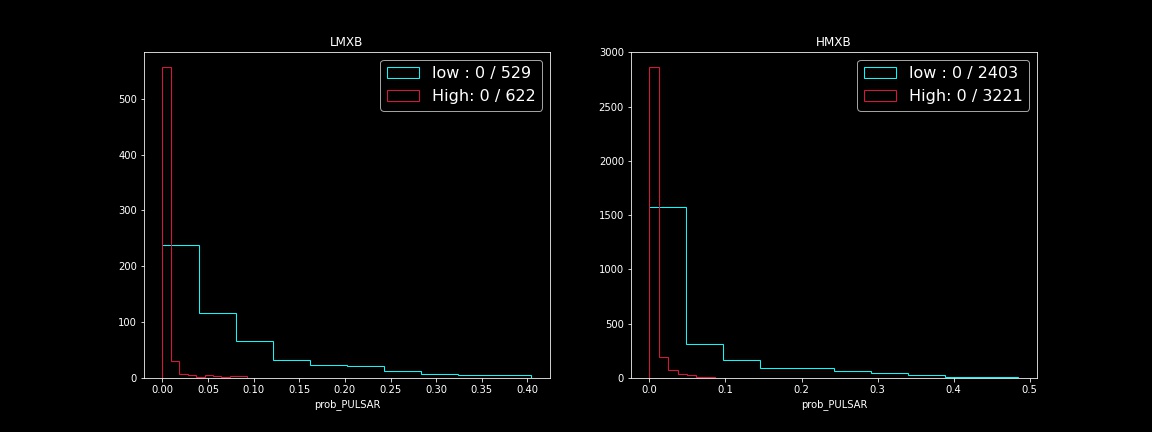 LMXB
low : 0 / 529
High: 0 / 622
500
400
300
200
100
0
0.00 0.05 0.10 0.15 0.20 0.25 0.30 0.35 0.40
prob_PULSAR
HMXB
low : 0 / 2403
High: 0 / 3221
3000
2500
2000
1500
1000
500
0
0.0 0.1 0.2 0.3 0.4 0.5
prob_PULSAR